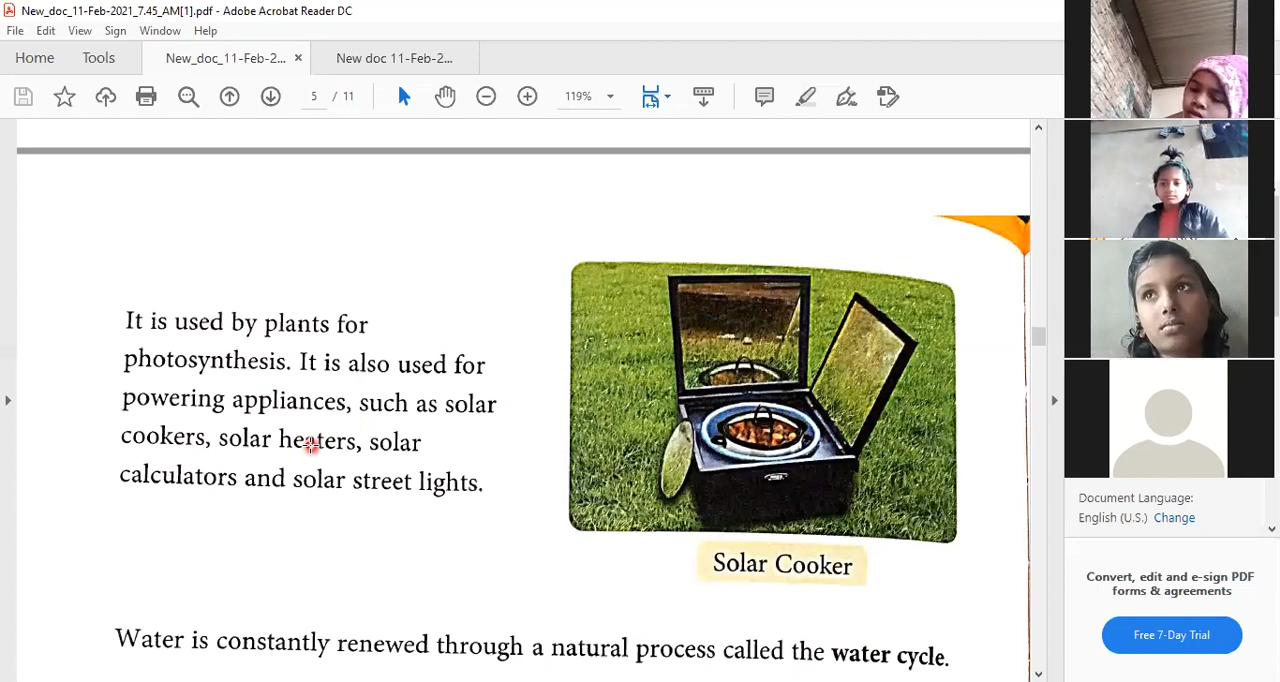 New_doc_11-Feb-2021_7.45_AM[1].pdf - Adobe Acrobat Reader DC
File Edit View Sign Window Help
Home Tools New_doc_11-Feb-2... × New doc 11-Feb-2...
5 / 11 119%
It is used by plants for
photosynthesis. It is also used for
powering appliances, such as solar
cookers, solar heaters, solar
calculators and solar street lights.
Solar Cooker
Water is constantly renewed through a natural process called the water cycle.
Document Language:
English (U.S.) Change
Convert, edit and e-sign PDF
forms & agreements
Free 7-Day Trial